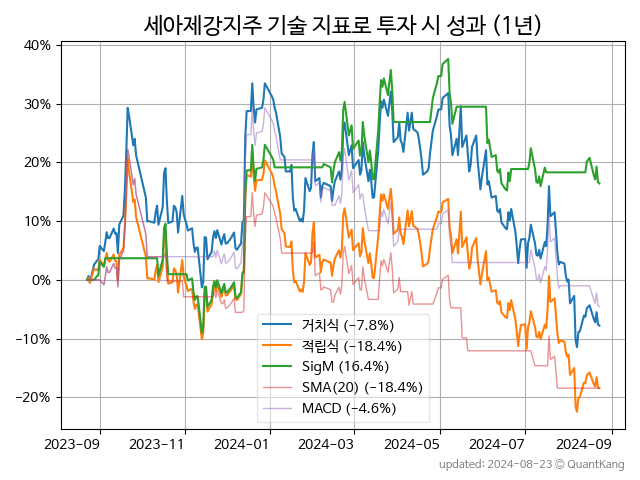 세아제강지주 기술 지표로 투자 시 성과 (1년)
40%
30%
20%
10%
0%
−10%
−20%
거치식 (−7.8%)
적립식 (−18.4%)
SigM (16.4%)
SMA(20) (−18.4%)
MACD (−4.6%)
2023-09 2023-11 2024-01 2024-03 2024-05 2024-07 2024-09
updated: 2024-08-23 ⓒ QuantKang